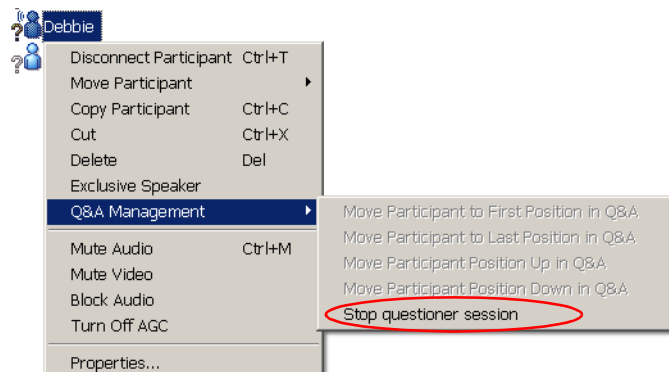 Debbie
Disconnect Participant Ctrl+T
Move Participant
Copy Participant Ctrl+C
Cut Ctrl+X
Delete Del
Exclusive Speaker
Q&A Management
Move Participant to First Position in Q&A
Move Participant to Last Position in Q&A
Move Participant Position Up in Q&A
Move Participant Position Down in Q&A
Stop questioner session
Mute Audio Ctrl+M
Mute Video
Block Audio
Turn Off AGC
Properties...